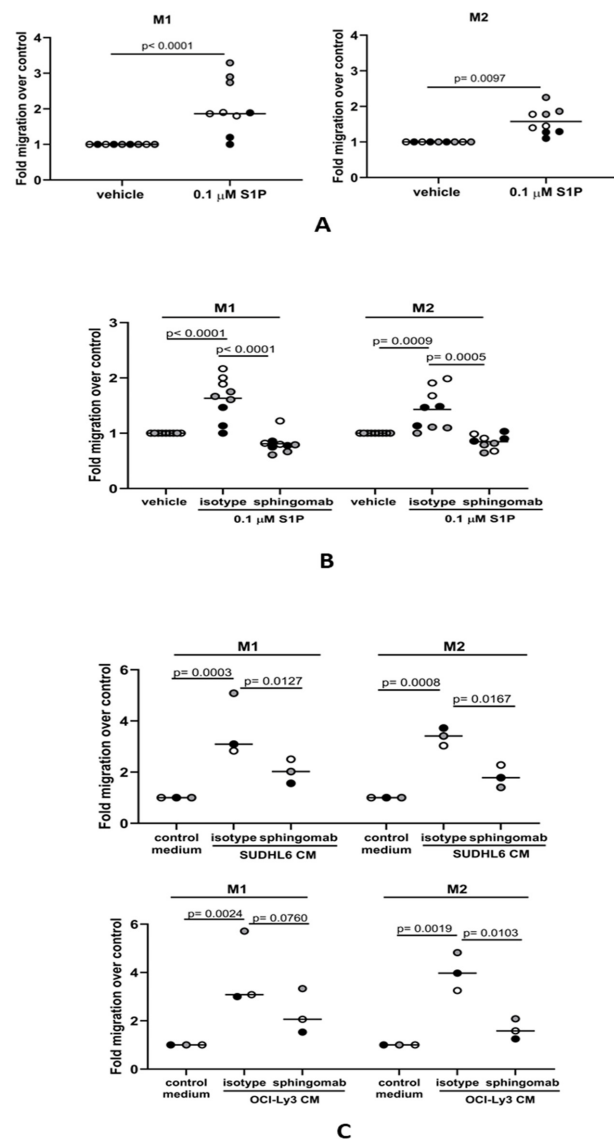 M1
M2
Fold migration over control
4
3
2
1
0
p< 0.0001
vehicle
0.1 µM S1P
Fold migration over control
4
3
2
1
0
p= 0.0097
vehicle
0.1 µM S1P
A
M1
M2
Fold migration over control
3
2
1
0
p< 0.0001
p< 0.0001
p= 0.0009
p= 0.0005
vehicle
isotype
sphingomab
vehicle
isotype
sphingomab
0.1 µM S1P
0.1 µM S1P
B
M1
M2
Fold migration over control
6
4
2
0
p= 0.0003
p= 0.0127
p= 0.0008
p= 0.0167
control
medium
isotype
sphingomab
SUDHL6 CM
control
medium
isotype
sphingomab
SUDHL6 CM
M1
M2
Fold migration over control
6
4
2
0
p= 0.0024
p= 0.0760
p= 0.0019
p= 0.0103
control
medium
isotype
sphingomab
OCI-Ly3 CM
control
medium
isotype
sphingomab
OCI-Ly3 CM
C